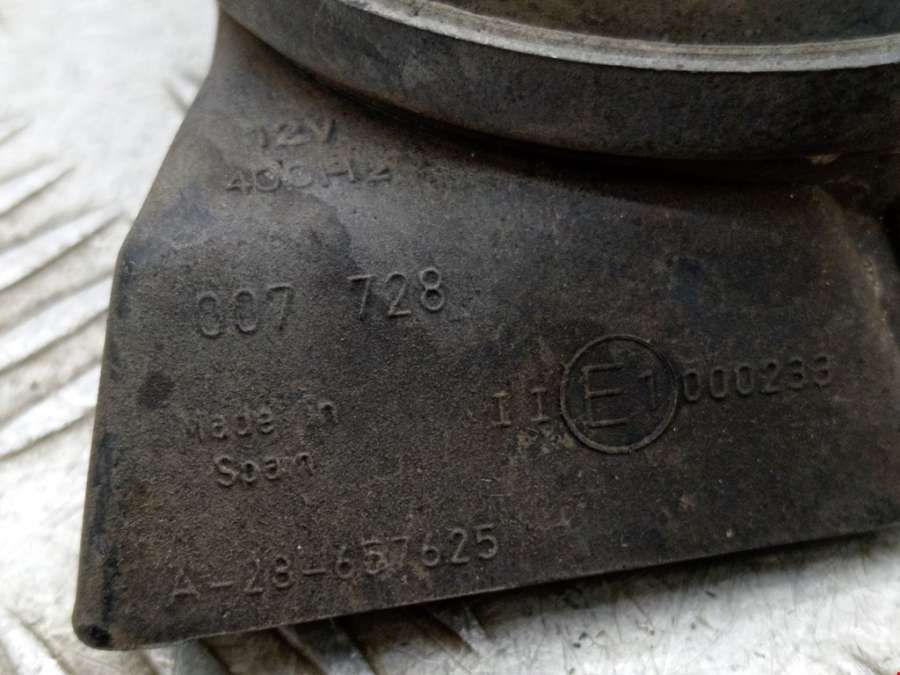 12V
400HZ
007 728
II E1 000233
Made in
Spain
A-28-657625